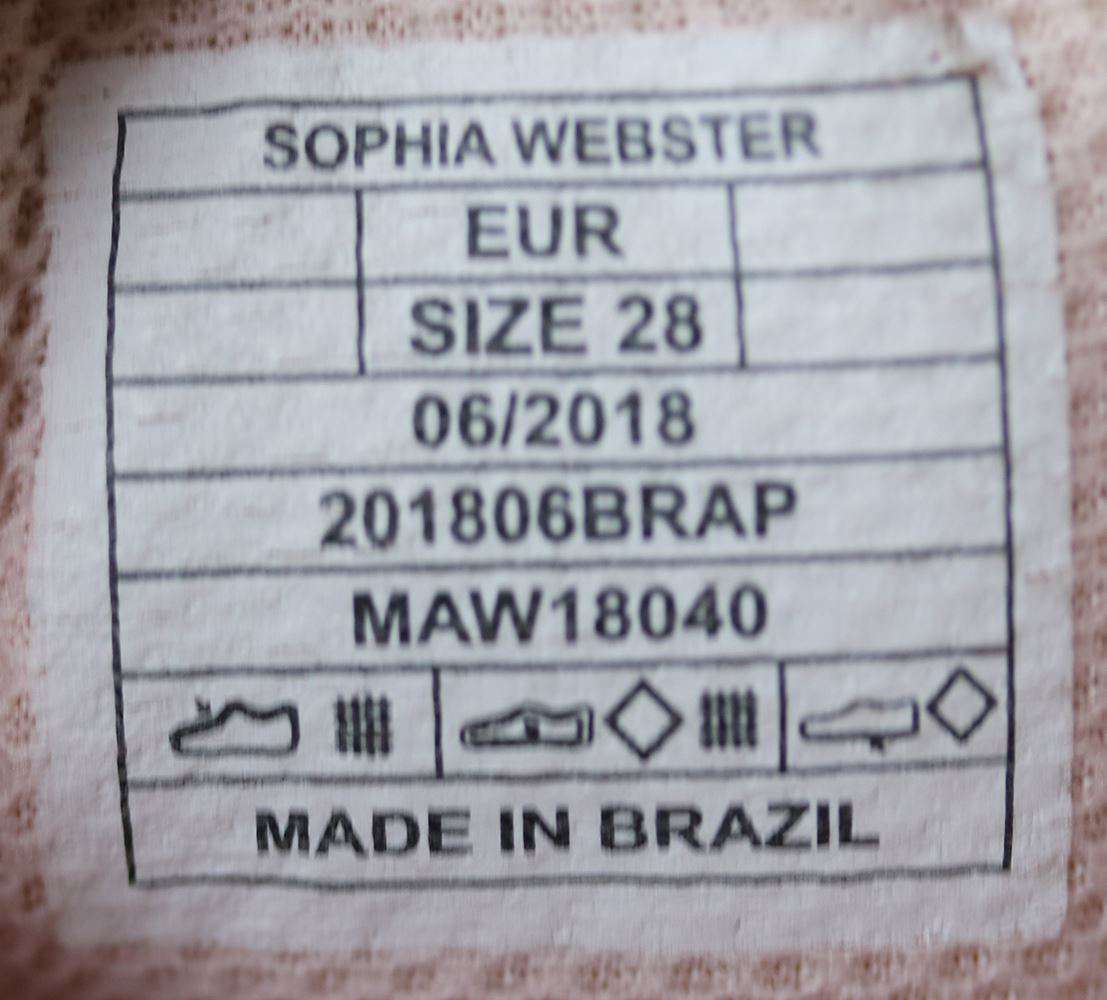 SOPHIA WEBSTER
EUR
SIZE 28
06/2018
201806BRAP
MAW18040
MADE IN BRAZIL